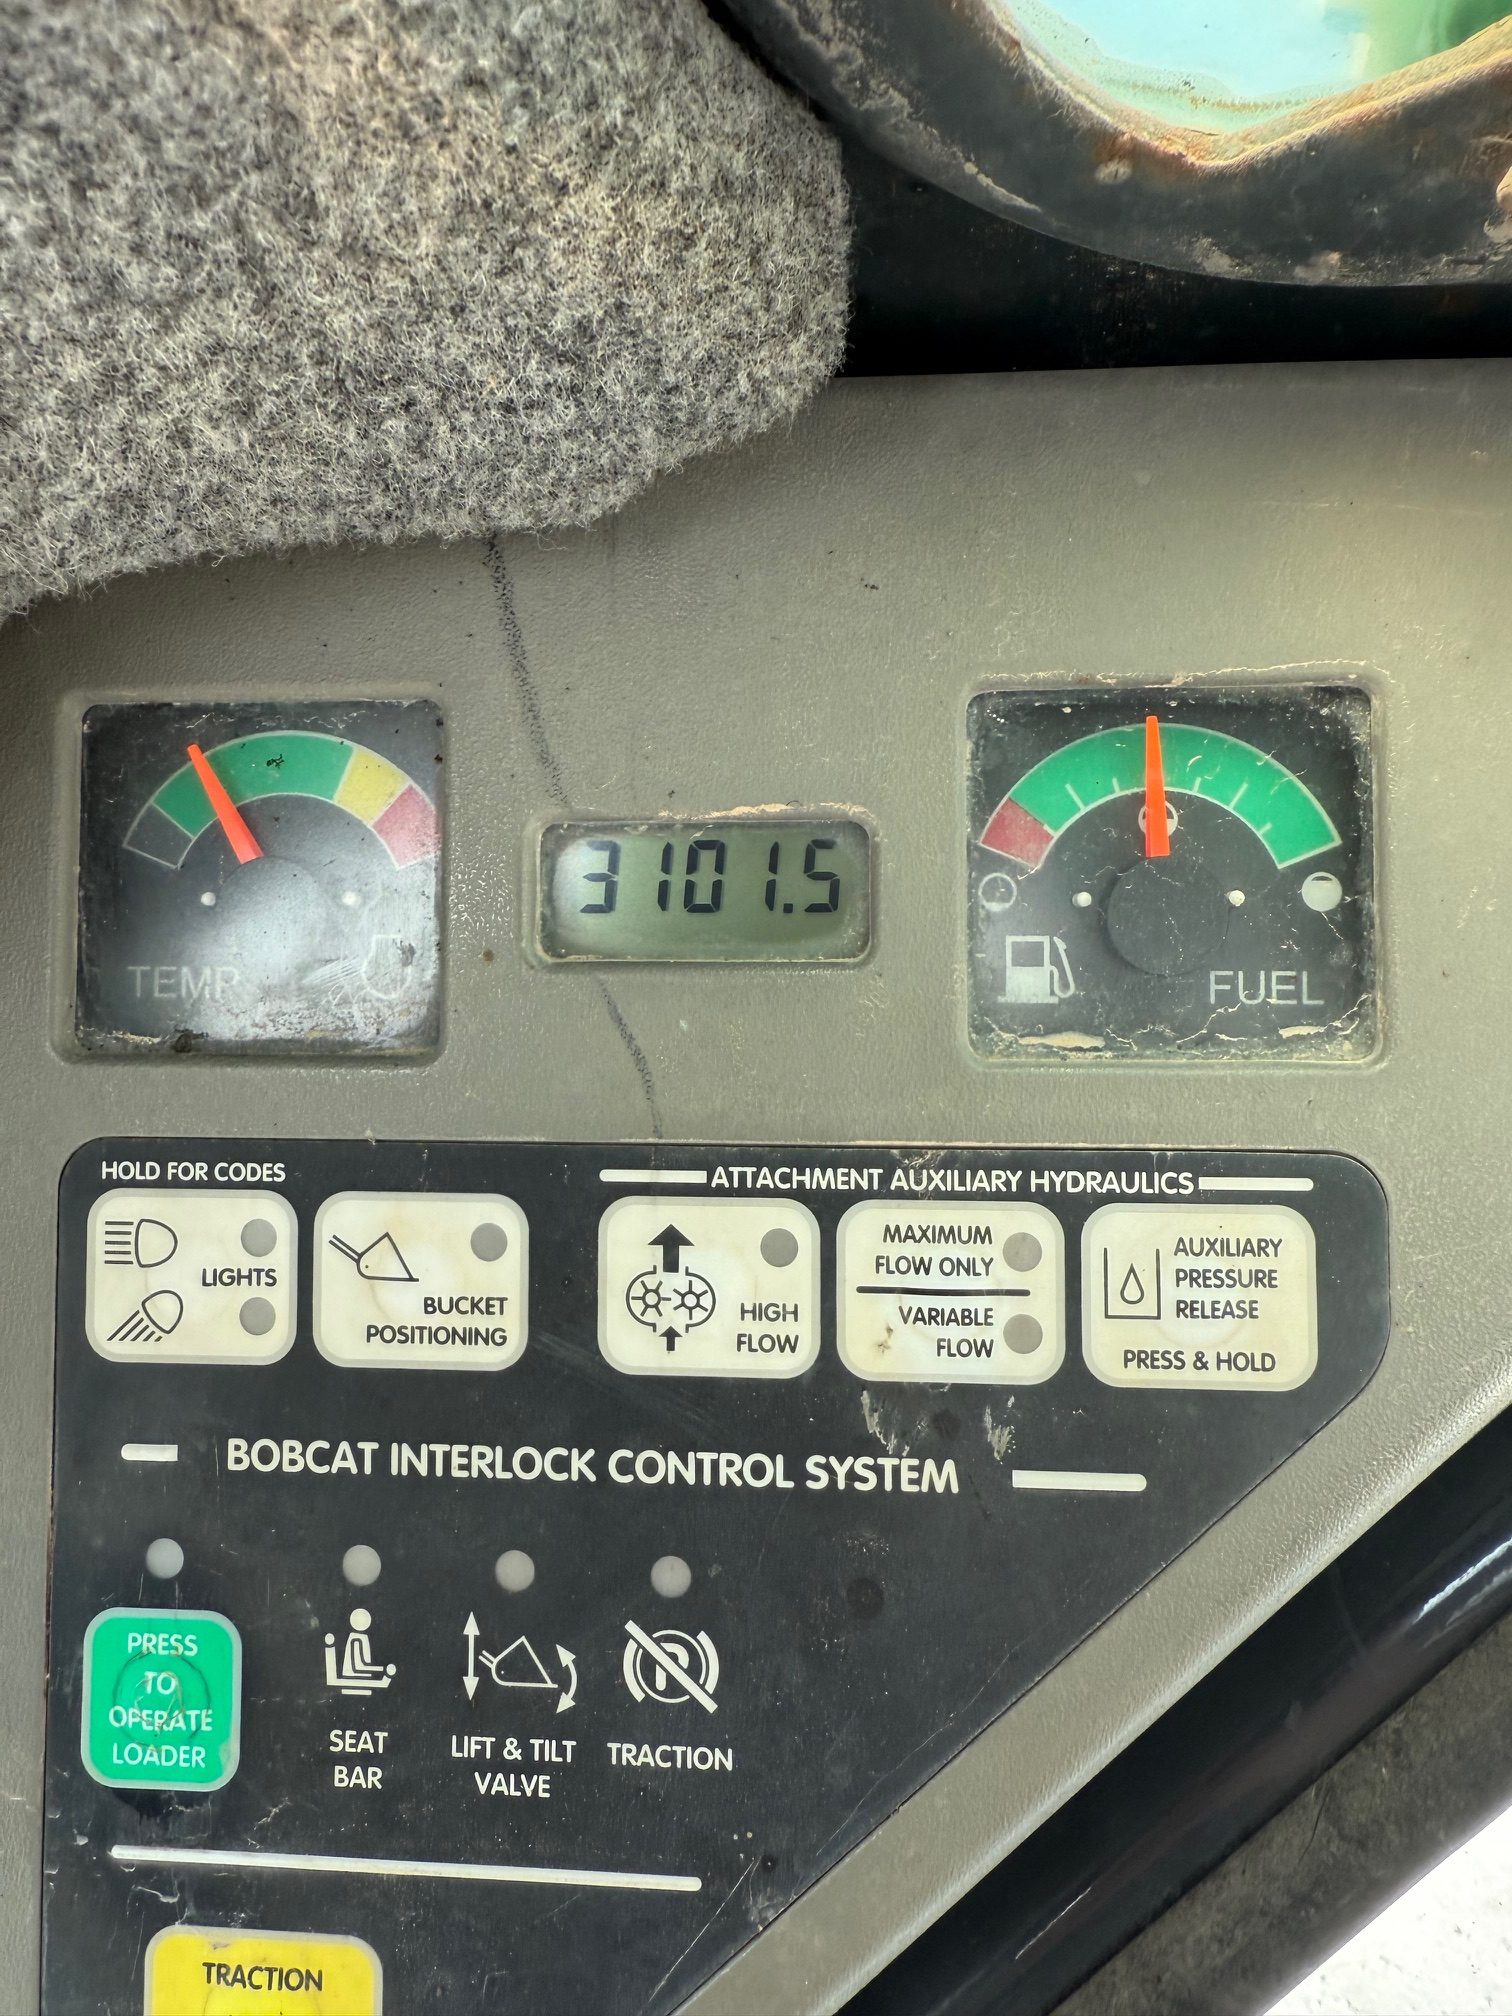 3101.5
TEMP
FUEL
HOLD FOR CODES
ATTACHMENT AUXILIARY HYDRAULICS
LIGHTS
BUCKET
POSITIONING
HIGH
FLOW
MAXIMUM
FLOW ONLY
VARIABLE
FLOW
AUXILIARY
PRESSURE
RELEASE
PRESS & HOLD
BOBCAT INTERLOCK CONTROL SYSTEM
PRESS
TO
OPERATE
LOADER
SEAT
BAR
LIFT & TILT
VALVE
P
TRACTION
TRACTION